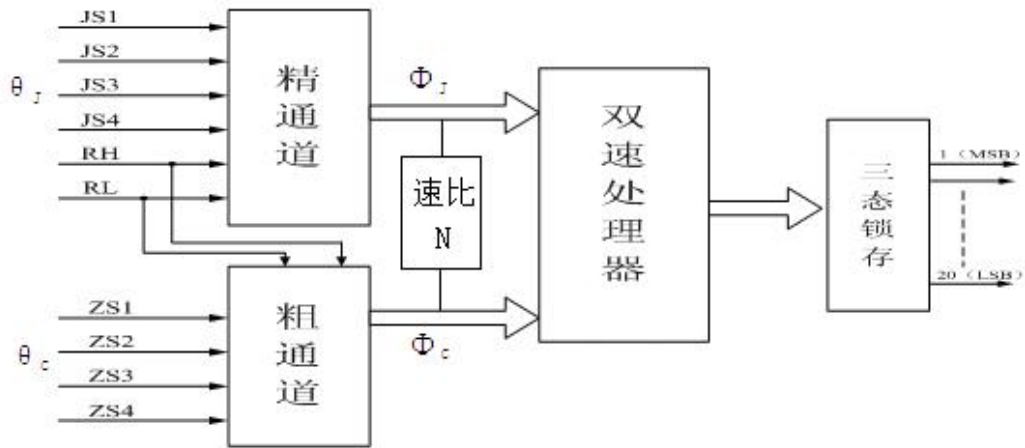 JS1
JS2
JS3
JS4
RH
RL
θJ
精通道
ΦJ
速比
N
ZS1
ZS2
ZS3
ZS4
θC
粗通道
ΦC
双速处理器
三态锁存
1（MSB）
20（LSB）